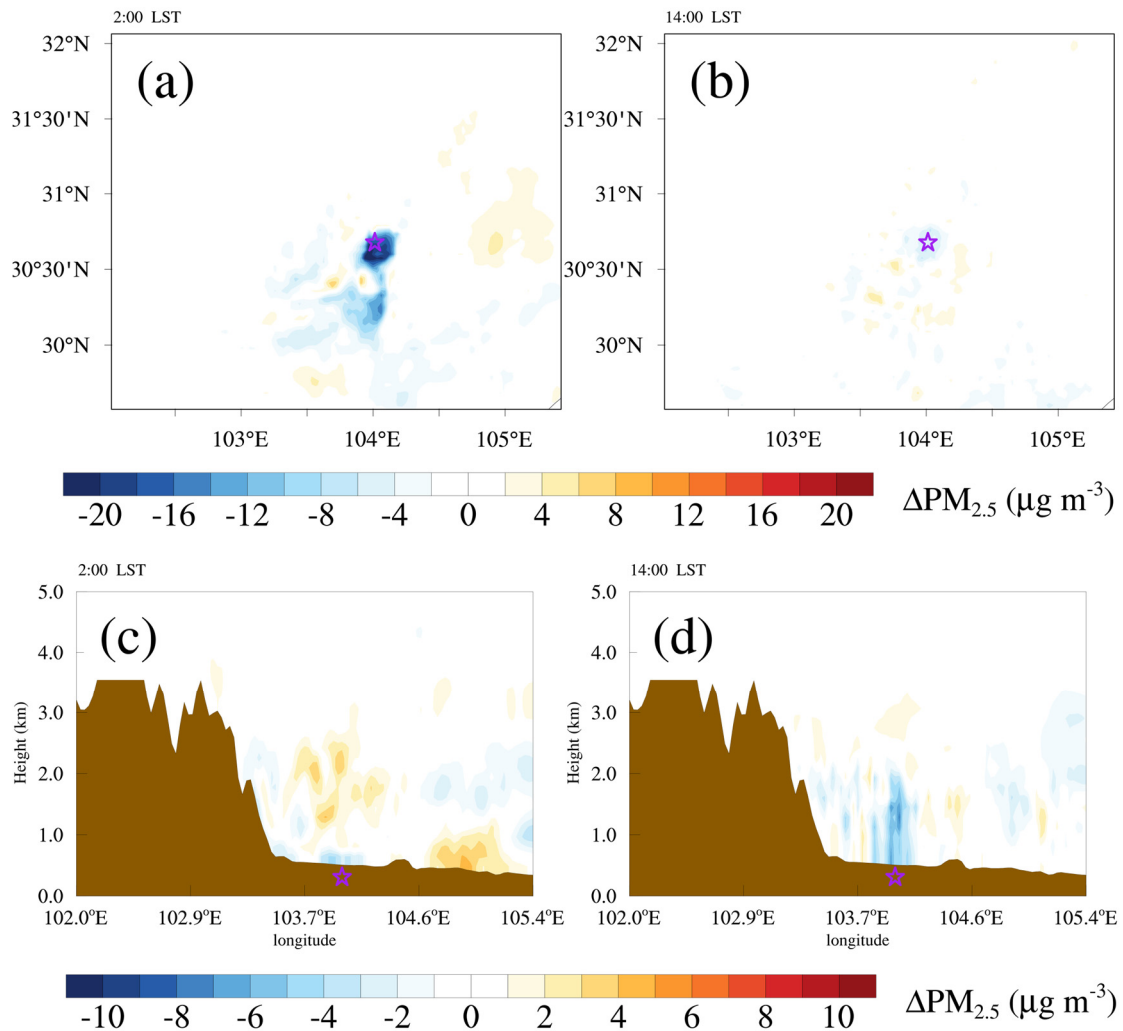 2:00 LST 14:00 LST
(a) (b)
32°N 32°N
31°30'N 31°30'N
31°N 31°N
30°30'N 30°30'N
30°N 30°N
103°E 104°E 105°E 103°E 104°E 105°E
-20 -16 -12 -8 -4 0 4 8 12 16 20 ΔPM2.5 (μg m-3)
2:00 LST 14:00 LST
(c) (d)
5.0 5.0
4.0 4.0
3.0 3.0
2.0 2.0
1.0 1.0
0.0 0.0
Height (km) Height (km)
102.0°E 102.9°E 103.7°E 104.6°E 105.4°E 102.0°E 102.9°E 103.7°E 104.6°E 105.4°E
longitude longitude
-10 -8 -6 -4 -2 0 2 4 6 8 10 ΔPM2.5 (μg m-3)